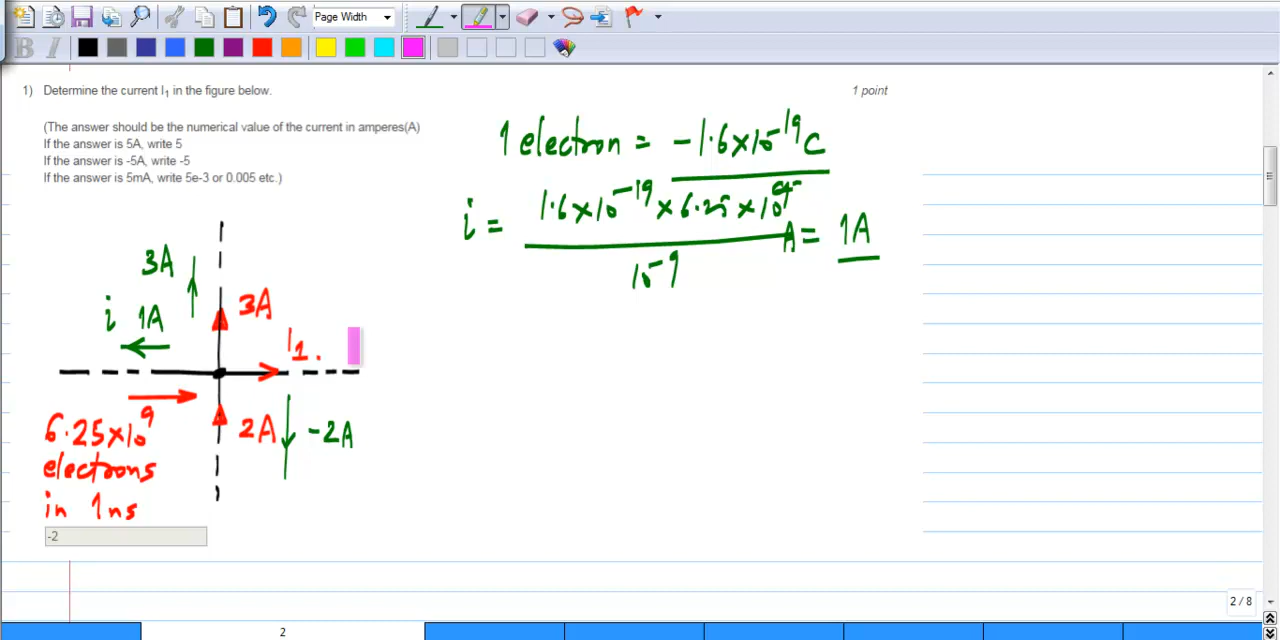 Page Width
B I
1) Determine the current I1 in the figure below.
1 point
(The answer should be the numerical value of the current in amperes(A)
If the answer is 5A, write 5
If the answer is -5A, write -5
If the answer is 5mA, write 5e-3 or 0.005 etc.)
1 electron = -1.6×10^-19 C
i = 1.6×10^-19 × 6.25×10^9
A = 1A
10^-9
3A
3A
i 1A
I1.
2A
-2A
6.25×10^9
electrons
in 1ns
-2
2 / 8
2